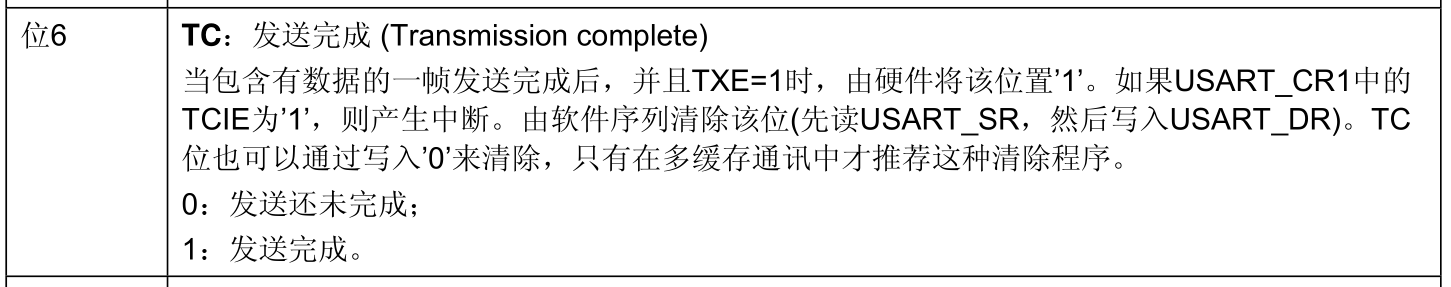 位6
TC：发送完成 (Transmission complete)
当包含有数据的一帧发送完成后，并且TXE=1时，由硬件将该位置'1'。如果USART_CR1中的
TCIE为'1'，则产生中断。由软件序列清除该位(先读USART_SR，然后写入USART_DR)。TC
位也可以通过写入'0'来清除，只有在多缓存通讯中才推荐这种清除程序。
0：发送还未完成；
1：发送完成。